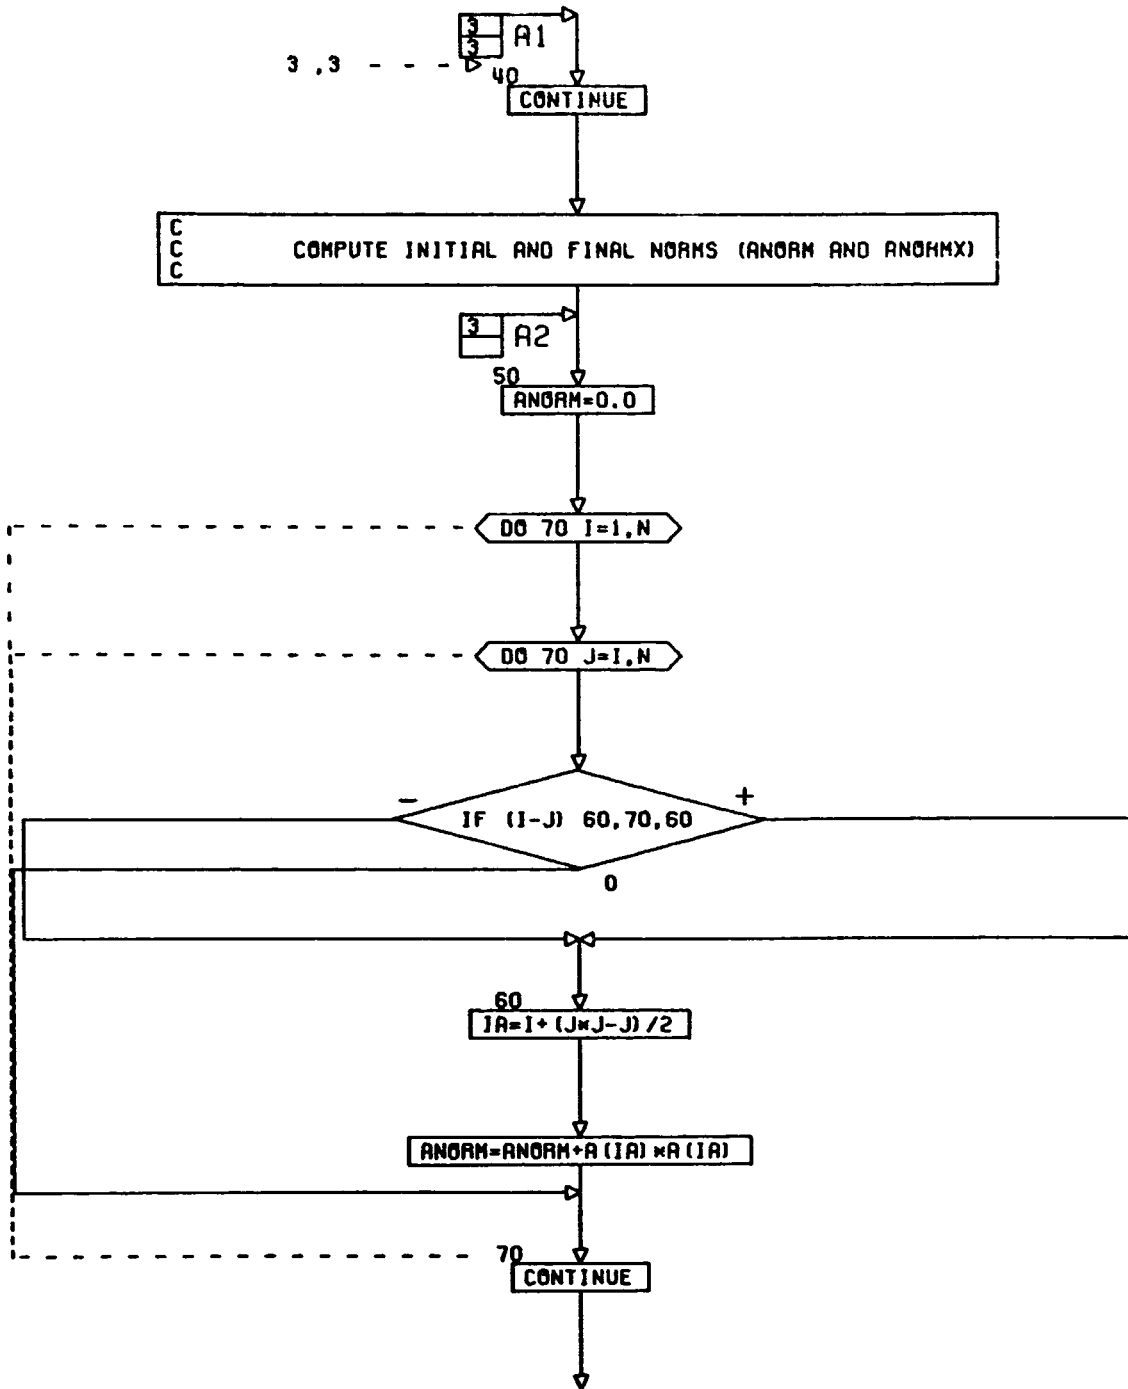 3
3
A1
3 ,3
40
CONTINUE
C
C COMPUTE INITIAL AND FINAL NORMS (ANORM AND ANORMX)
C
3
A2
50
ANORM=0.0
DO 70 I=1,N
DO 70 J=I,N
-
+
IF (I-J) 60,70,60
0
60
IA=I+(J*J-J)/2
ANORM=ANORM+A(IA)*A(IA)
70
CONTINUE